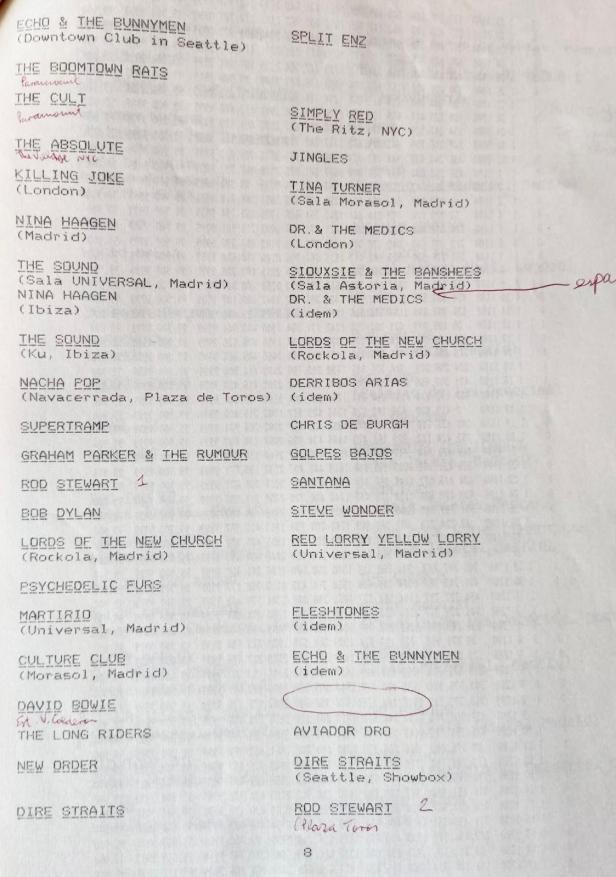 ECHO & THE BUNNYMEN
(Downtown Club in Seattle)
SPLIT ENZ
THE BOOMTOWN RATS
Paramount
THE CULT
Paramount
SIMPLY RED
(The Ritz, NYC)
THE ABSOLUTE
NYC
JINGLES
KILLING JOKE
(London)
TINA TURNER
(Sala Morasol, Madrid)
NINA HAAGEN
(Madrid)
DR.& THE MEDICS
(London)
THE SOUND
(Sala UNIVERSAL, Madrid)
SIOUXSIE & THE BANSHEES
(Sala Astoria, Madrid)
espa
NINA HAAGEN
(Ibiza)
DR. & THE MEDICS
(idem)
THE SOUND
(Ku, Ibiza)
LORDS OF THE NEW CHURCH
(Rockola, Madrid)
NACHA POP
(Navacerrada, Plaza de Toros)
DERRIBOS ARIAS
(idem)
SUPERTRAMP
CHRIS DE BURGH
GRAHAM PARKER & THE RUMOUR
GOLPES BAJOS
ROD STEWART 1
SANTANA
BOB DYLAN
STEVE WONDER
LORDS OF THE NEW CHURCH
(Rockola, Madrid)
RED LORRY YELLOW LORRY
(Universal, Madrid)
PSYCHEDELIC FURS
MARTIRIO
(Universal, Madrid)
FLESHTONES
(idem)
CULTURE CLUB
(Morasol, Madrid)
ECHO & THE BUNNYMEN
(idem)
DAVID BOWIE
Est. V. Calderon
THE LONG RIDERS
AVIADOR DRO
NEW ORDER
DIRE STRAITS
(Seattle, Showbox)
DIRE STRAITS
ROD STEWART 2
(Plaza Toros
8